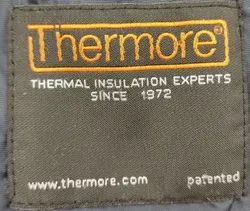 Thermore®
THERMAL INSULATION EXPERTS
SINCE 1972
www.thermore.com patented